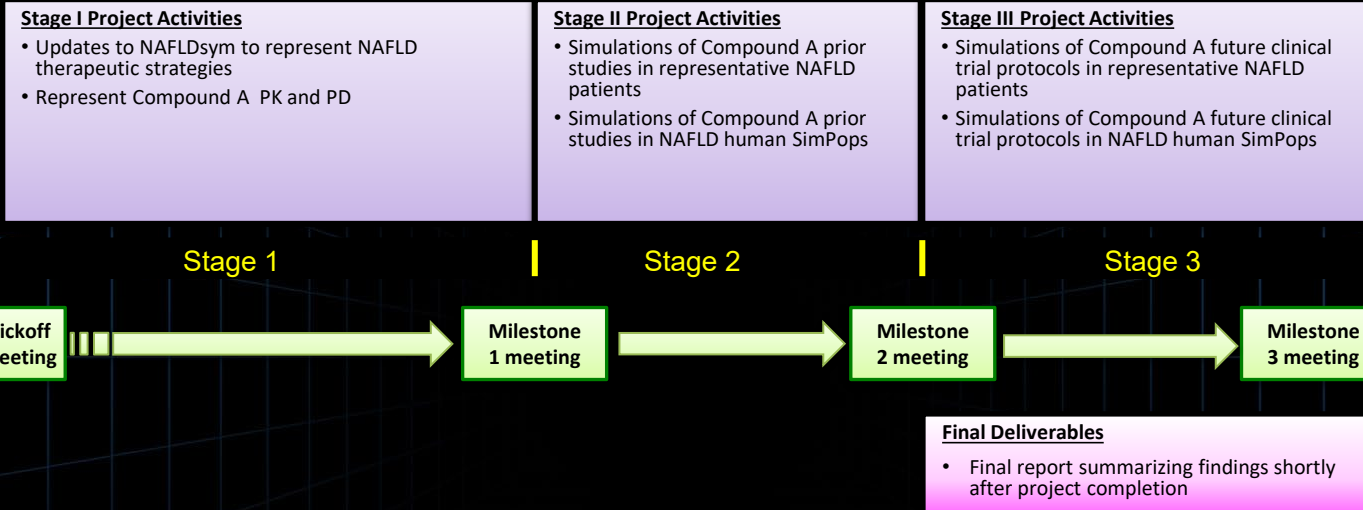 Stage I Project Activities
• Updates to NAFLDsym to represent NAFLD
therapeutic strategies
• Represent Compound A PK and PD
Stage II Project Activities
• Simulations of Compound A prior
studies in representative NAFLD
patients
• Simulations of Compound A prior
studies in NAFLD human SimPops
Stage III Project Activities
• Simulations of Compound A future clinical
trial protocols in representative NAFLD
patients
• Simulations of Compound A future clinical
trial protocols in NAFLD human SimPops
Stage 1
Stage 2
Stage 3
ickoff
eeting
Milestone
1 meeting
Milestone
2 meeting
Milestone
3 meeting
Final Deliverables
• Final report summarizing findings shortly
after project completion